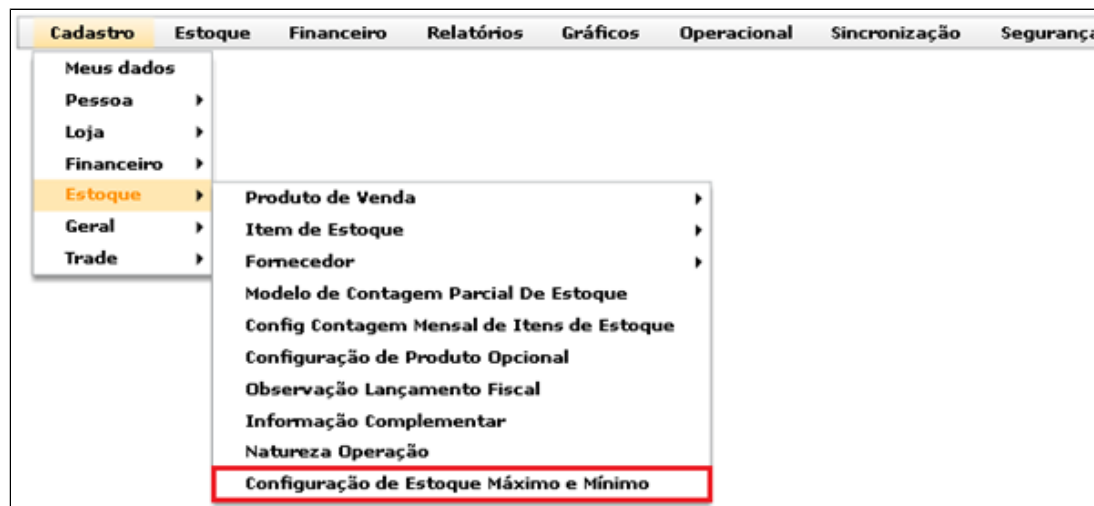 Cadastro Estoque Financeiro Relatórios Gráficos Operacional Sincronização Segurança
Meus dados
Pessoa
Loja
Financeiro
Estoque
Geral
Trade
Produto de Venda
Item de Estoque
Fornecedor
Modelo de Contagem Parcial De Estoque
Config Contagem Mensal de Itens de Estoque
Configuração de Produto Opcional
Observação Lançamento Fiscal
Informação Complementar
Natureza Operação
Configuração de Estoque Máximo e Mínimo